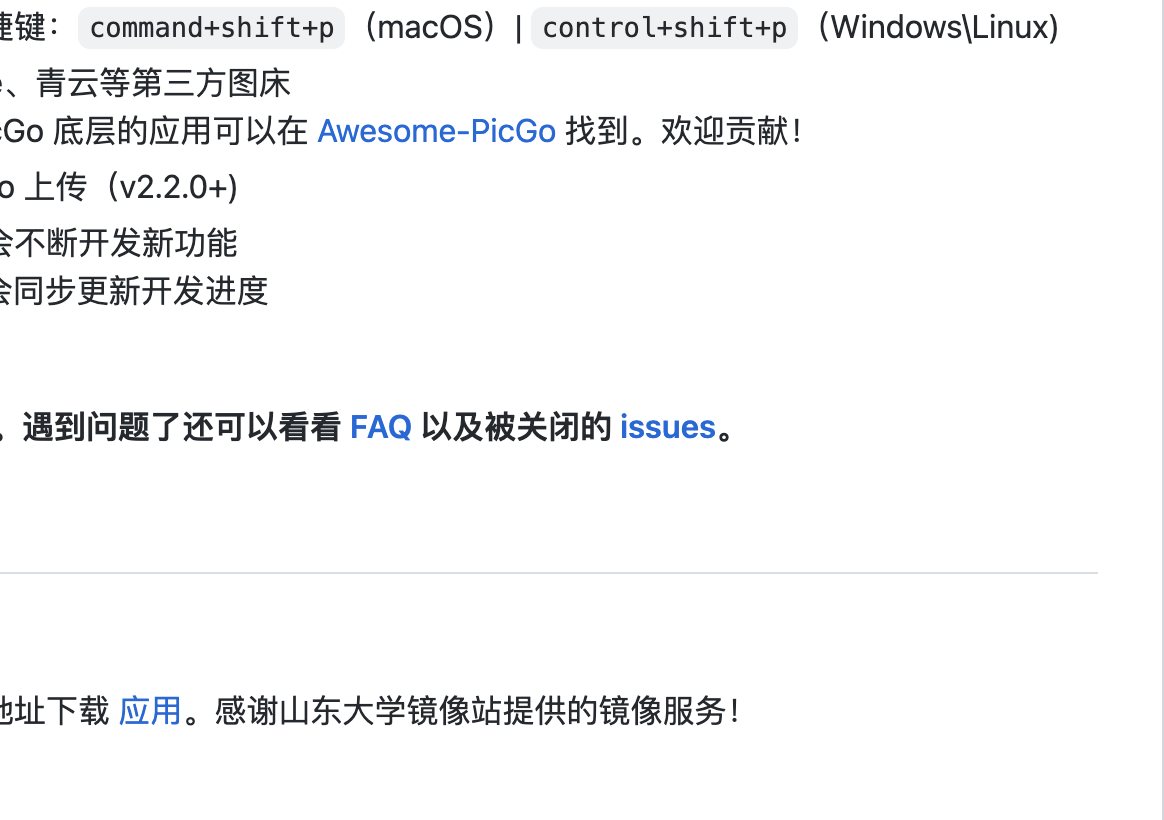 键： command+shift+p （macOS）| control+shift+p （Windows\Linux)
、青云等第三方图床
Go 底层的应用可以在 Awesome-PicGo 找到。欢迎贡献！
o 上传（v2.2.0+)
会不断开发新功能
会同步更新开发进度
。遇到问题了还可以看看 FAQ 以及被关闭的 issues。
地址下载 应用。感谢山东大学镜像站提供的镜像服务！